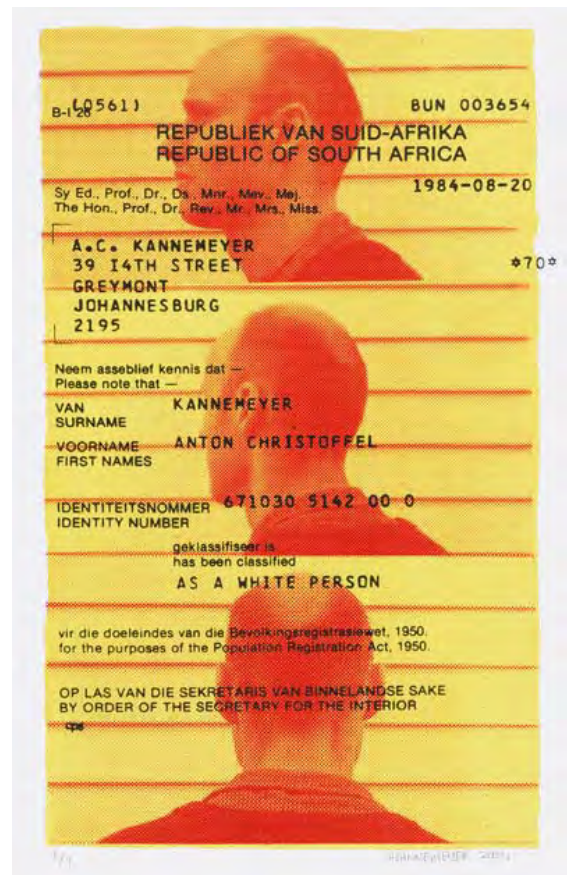 (0561)
B-I 26
BUN 003654
REPUBLIEK VAN SUID-AFRIKA
REPUBLIC OF SOUTH AFRICA
1984-08-20
Sy Ed., Prof., Dr., Ds., Mnr., Mev., Mej.
The Hon., Prof., Dr., Rev., Mr., Mrs., Miss.
A.C. KANNEMEYER
39 I4TH STREET
*70*
GREYMONT
JOHANNESBURG
2195
Neem asseblief kennis dat —
Please note that —
VAN KANNEMEYER
SURNAME
VOORNAME ANTON CHRISTOFFEL
FIRST NAMES
IDENTITEITSNOMMER 671030 5142 00 0
IDENTITY NUMBER
geklassifiseer is
has been classified
AS A WHITE PERSON
vir die doeleindes van die Bevolkingsregistrasiewet, 1950.
for the purposes of the Population Registration Act, 1950.
OP LAS VAN DIE SEKRETARIS VAN BINNELANDSE SAKE
BY ORDER OF THE SECRETARY FOR THE INTERIOR
cps
KANNEMEYER